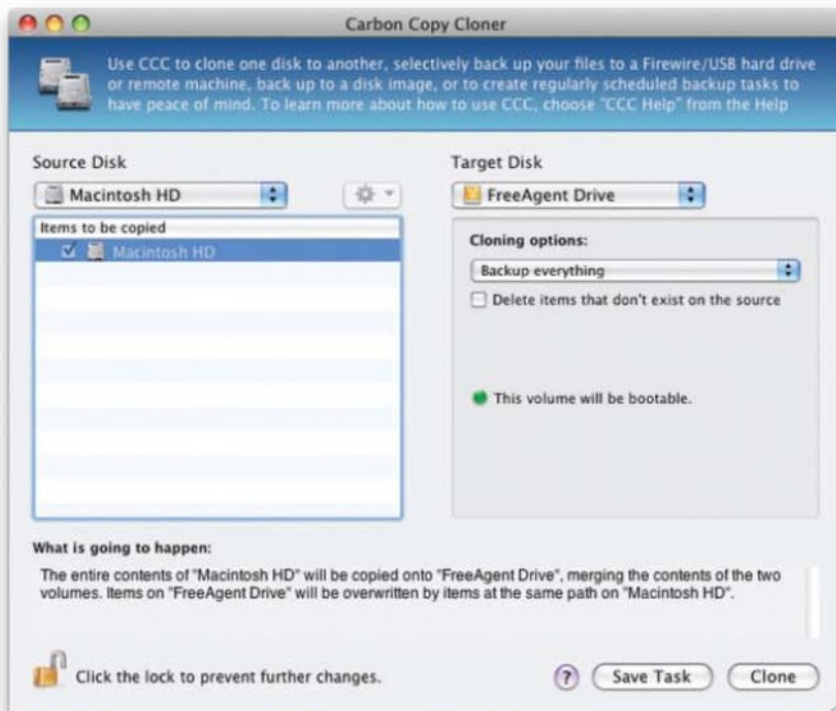 Carbon Copy Cloner
Use CCC to clone one disk to another, selectively back up your files to a Firewire/USB hard drive
or remote machine, back up to a disk image, or to create regularly scheduled backup tasks to
have peace of mind. To learn more about how to use CCC, choose "CCC Help" from the Help
Source Disk
Macintosh HD
Items to be copied
Macintosh HD
Target Disk
FreeAgent Drive
Cloning options:
Backup everything
Delete items that don't exist on the source
This volume will be bootable.
What is going to happen:
The entire contents of "Macintosh HD" will be copied onto "FreeAgent Drive", merging the contents of the two
volumes. Items on "FreeAgent Drive" will be overwritten by items at the same path on "Macintosh HD".
Click the lock to prevent further changes.
?
Save Task
Clone